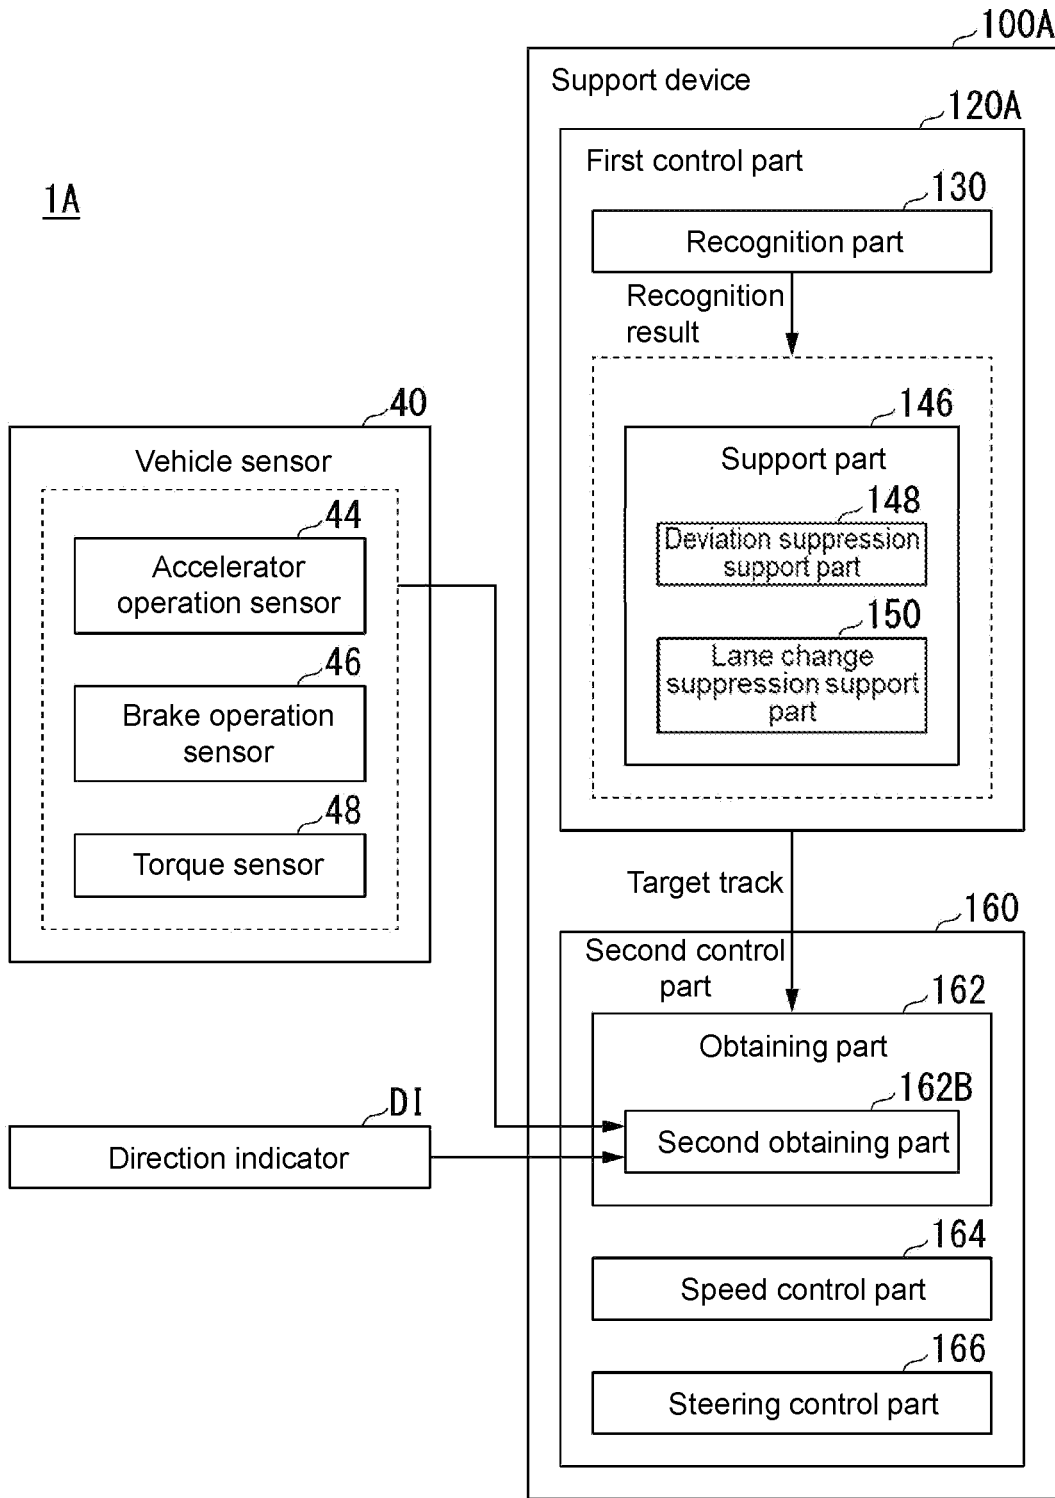 100A
Support device
120A
First control part
1A
130
Recognition part
Recognition
result
40
Vehicle sensor
146
Support part
44
Accelerator
operation sensor
148
Deviation suppression
support part
150
Lane change
suppression support
part
46
Brake operation
sensor
48
Torque sensor
Target track
160
Second control
part
162
Obtaining part
162B
Second obtaining part
DI
Direction indicator
164
Speed control part
166
Steering control part